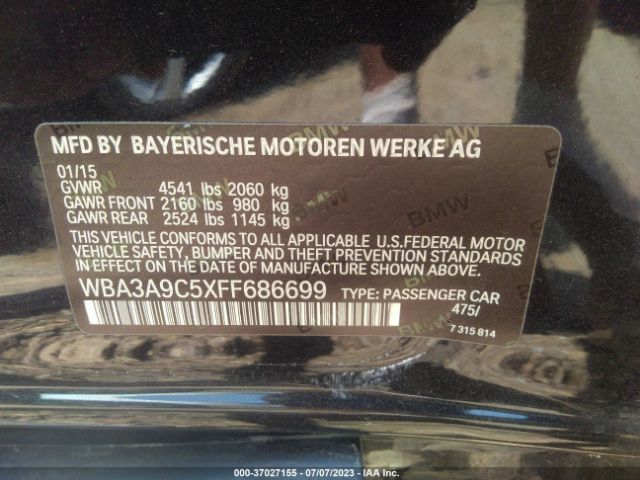 MFD BY BAYERISCHE MOTOREN WERKE AG
01/15
GVWR 4541 lbs 2060 kg
GAWR FRONT 2160 lbs 980 kg
GAWR REAR 2524 lbs 1145 kg
THIS VEHICLE CONFORMS TO ALL APPLICABLE U.S.FEDERAL MOTOR
VEHICLE SAFETY, BUMPER AND THEFT PREVENTION STANDARDS
IN EFFECT ON THE DATE OF MANUFACTURE SHOWN ABOVE.
WBA3A9C5XFF686699 TYPE: PASSENGER CAR
475/
7 315 814
000-37027155 - 07/07/2023 - IAA Inc.